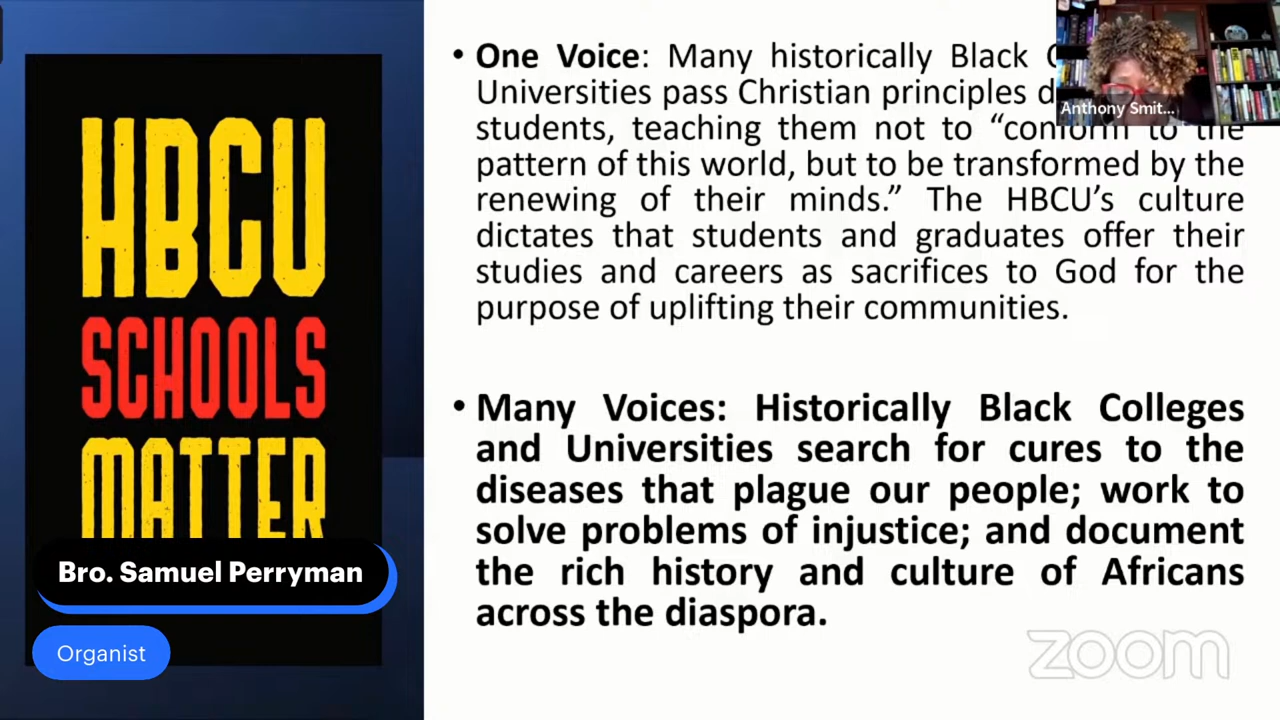 HBCU
SCHOOLS
MATTER
Bro. Samuel Perryman
Organist
• One Voice: Many historically Black C
Universities pass Christian principles d
students, teaching them not to “conform to the
pattern of this world, but to be transformed by the
renewing of their minds.” The HBCU’s culture
dictates that students and graduates offer their
studies and careers as sacrifices to God for the
purpose of uplifting their communities.
• Many Voices: Historically Black Colleges
and Universities search for cures to the
diseases that plague our people; work to
solve problems of injustice; and document
the rich history and culture of Africans
across the diaspora.
Anthony Smit...
zoom